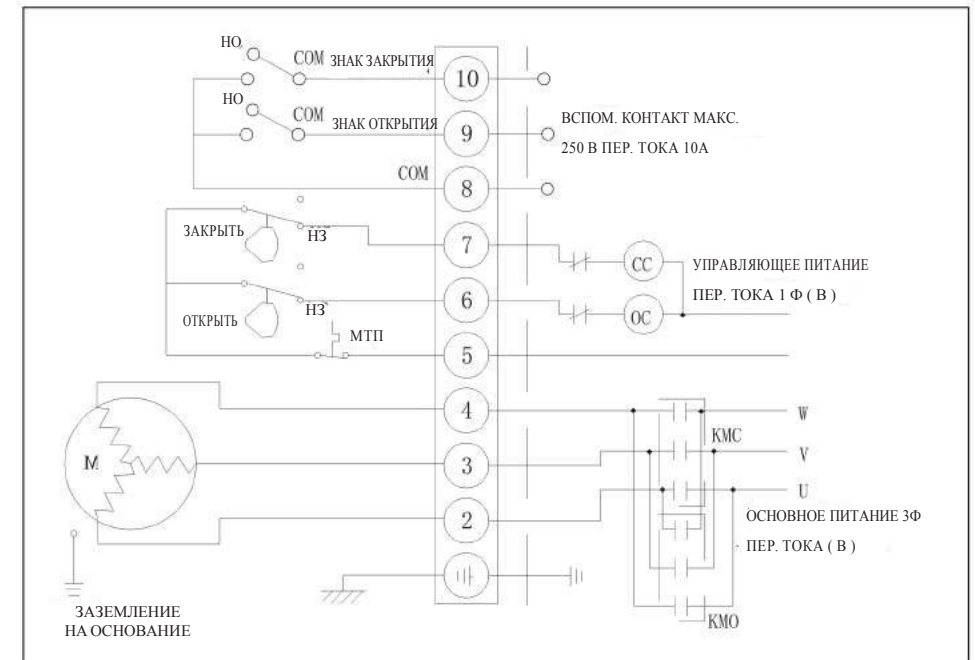 НО
COM ЗНАК ЗАКРЫТИЯ
10
НО
COM ЗНАК ОТКРЫТИЯ
9
ВСПОМ. КОНТАКТ МАКС.
250 В ПЕР. ТОКА 10А
COM
8
ЗАКРЫТЬ
НЗ
7
CC
УПРАВЛЯЮЩЕЕ ПИТАНИЕ
ПЕР. ТОКА 1 Ф ( В )
ОТКРЫТЬ
НЗ
6
OC
МТП
5
4
W
KMC
M
3
V
2
U
ОСНОВНОЕ ПИТАНИЕ 3Ф
ПЕР. ТОКА ( В )
KMO
ЗАЗЕМЛЕНИЕ
НА ОСНОВАНИЕ